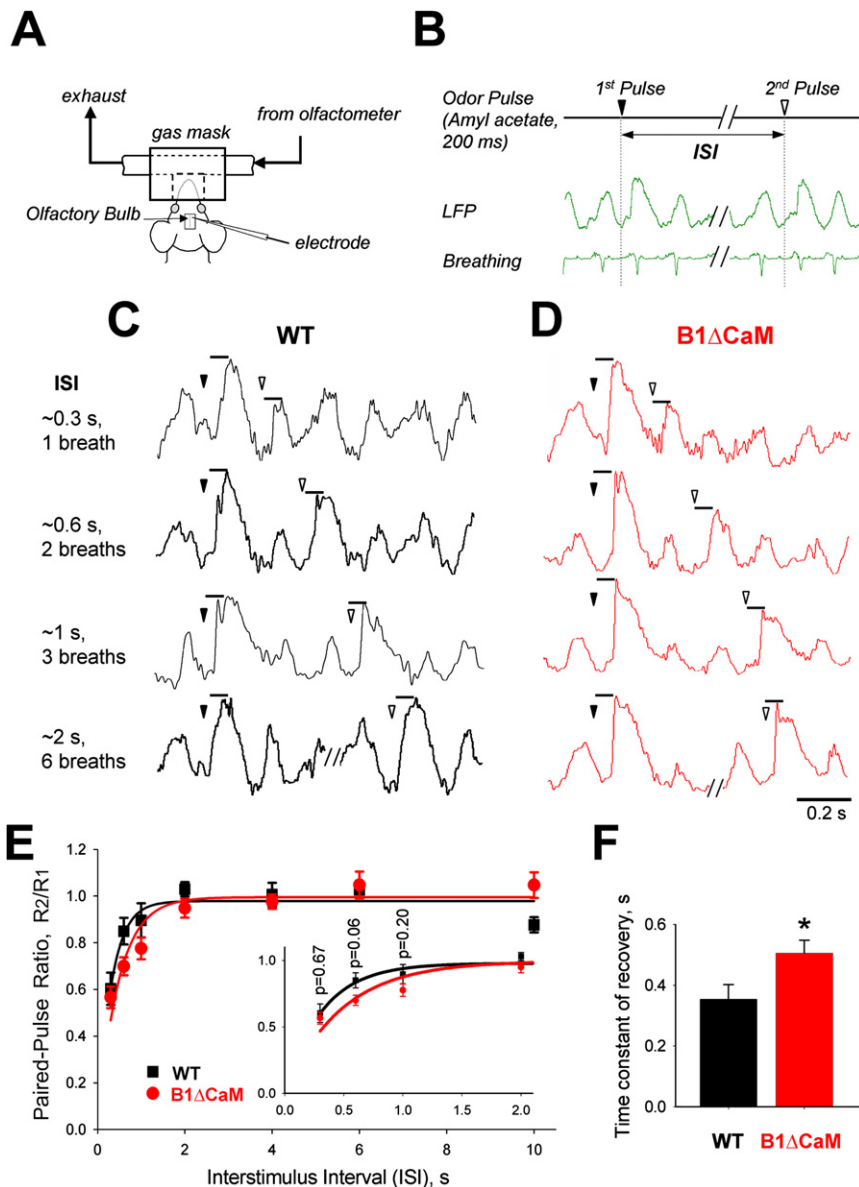 A
exhaust
from olfactometer
gas mask
Olfactory Bulb
electrode
B
1st Pulse
2nd Pulse
Odor Pulse
(Amyl acetate,
200 ms)
ISI
LFP
Breathing
C
WT
ISI
~0.3 s,
1 breath
~0.6 s,
2 breaths
~1 s,
3 breaths
~2 s,
6 breaths
D
B1ΔCaM
0.2 s
E
Paired-Pulse Ratio, R2/R1
1.2
1.0
0.8
0.6
0.4
0.2
0.0
0
2
4
6
8
10
Interstimulus Interval (ISI), s
WT
B1ΔCaM
p=0.67
p=0.06
p=0.20
1.0
0.5
0.0
0.0
0.5
1.0
1.5
2.0
F
Time constant of recovery, s
0.6
0.4
0.2
0.0
*
WT
B1ΔCaM